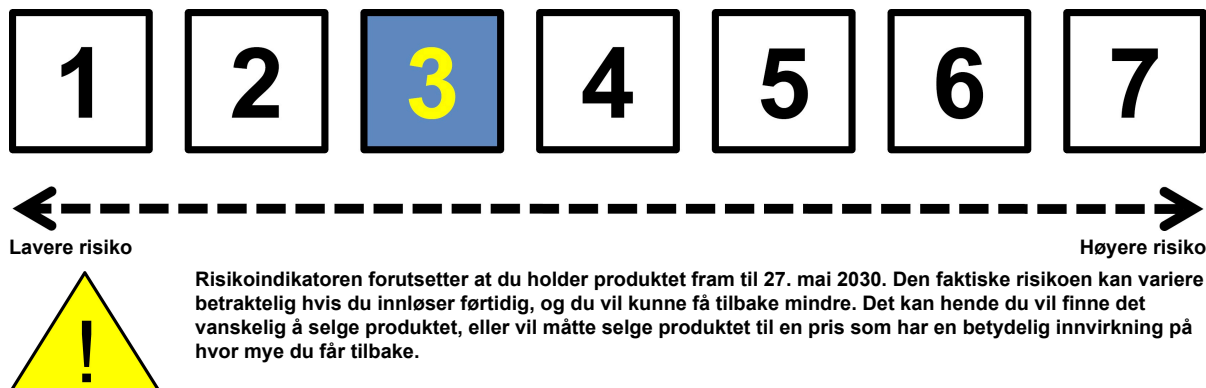 1 2 3 4 5 6 7
Lavere risiko Høyere risiko
Risikoindikatoren forutsetter at du holder produktet fram til 27. mai 2030. Den faktiske risikoen kan variere
betraktelig hvis du innløser førtidig, og du vil kunne få tilbake mindre. Det kan hende du vil finne det
vanskelig å selge produktet, eller vil måtte selge produktet til en pris som har en betydelig innvirkning på
hvor mye du får tilbake.
!